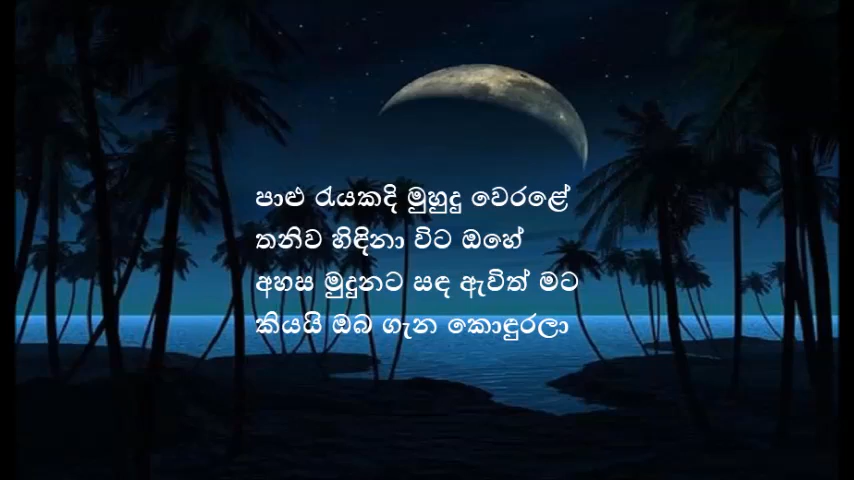 පාළු රැයකදි මුහුදු වෙරළේ
තනිව හිඳිනා විට ඔහේ
අහස මුදුනට සඳ ඇවිත් මට
කියයි ඔබ ගැන කොඳුරලා